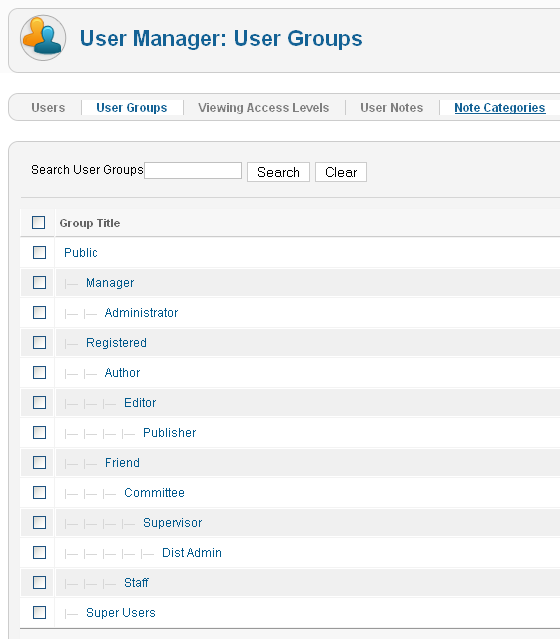 User Manager: User Groups
Users User Groups Viewing Access Levels User Notes Note Categories
Search User Groups Search Clear
Group Title
Public
Manager
Administrator
Registered
Author
Editor
Publisher
Friend
Committee
Supervisor
Dist Admin
Staff
Super Users